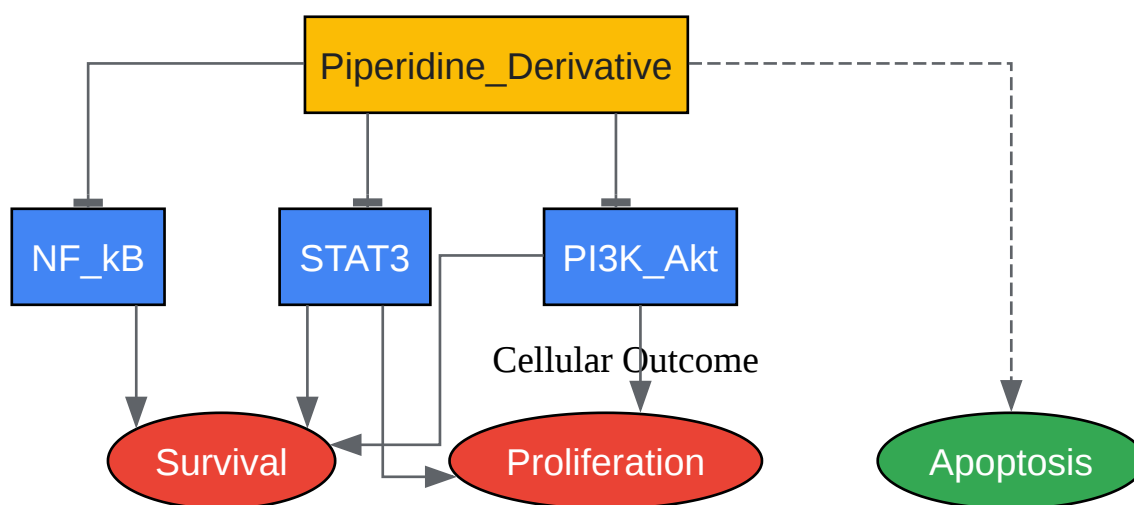 Piperidine_Derivative
NF_kB
STAT3
PI3K_Akt
Cellular Outcome
Survival
Proliferation
Apoptosis